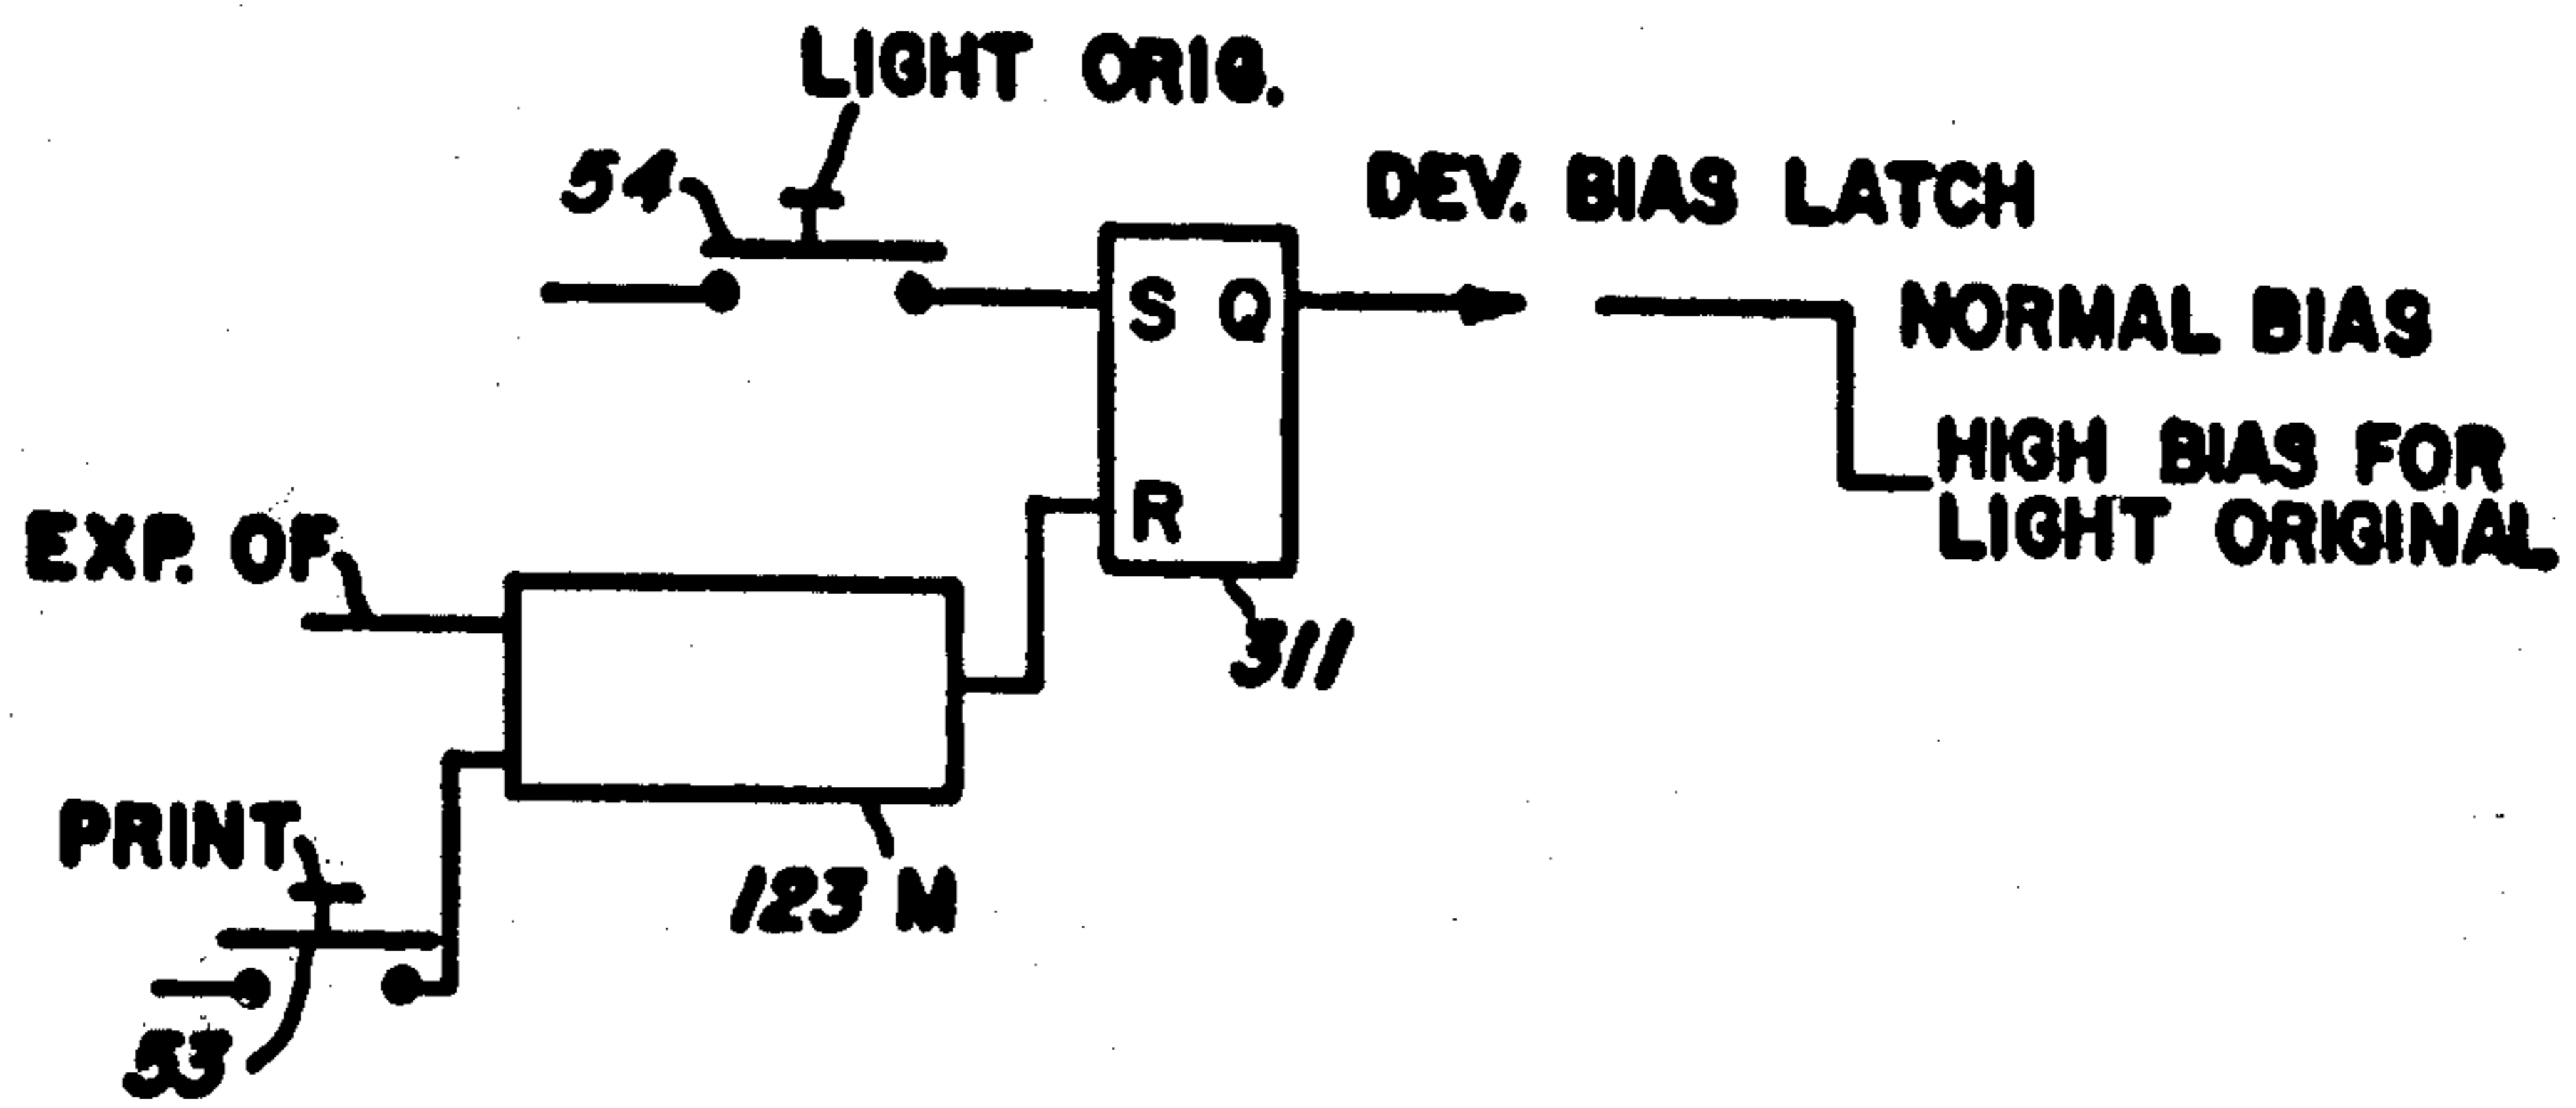 LIGHT ORIG.
54
DEV. BIAS LATCH
S Q
NORMAL BIAS
HIGH BIAS FOR
LIGHT ORIGINAL
R
EXP. OF
311
PRINT
123 M
53